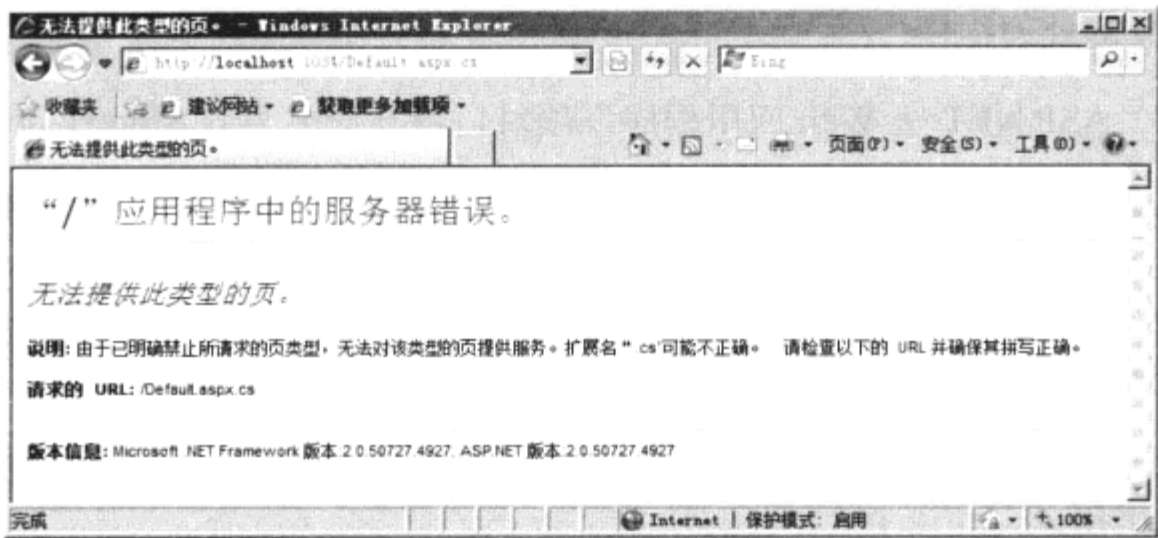 无法提供此类型的页。 - Windows Internet Explorer
http://localhost:1034/Default.aspx.cs
Bing
收藏夹 建议网站 获取更多加载项
无法提供此类型的页。
页面(P) 安全(S) 工具(O)
“/”应用程序中的服务器错误。
无法提供此类型的页。
说明: 由于已明确禁止所请求的页类型，无法对该类型的页提供服务。扩展名“.cs”可能不正确。 请检查以下的 URL 并确保其拼写正确。
请求的 URL: /Default.aspx.cs
版本信息: Microsoft .NET Framework 版本:2.0.50727.4927; ASP.NET 版本:2.0.50727.4927
完成
Internet | 保护模式: 启用
100%